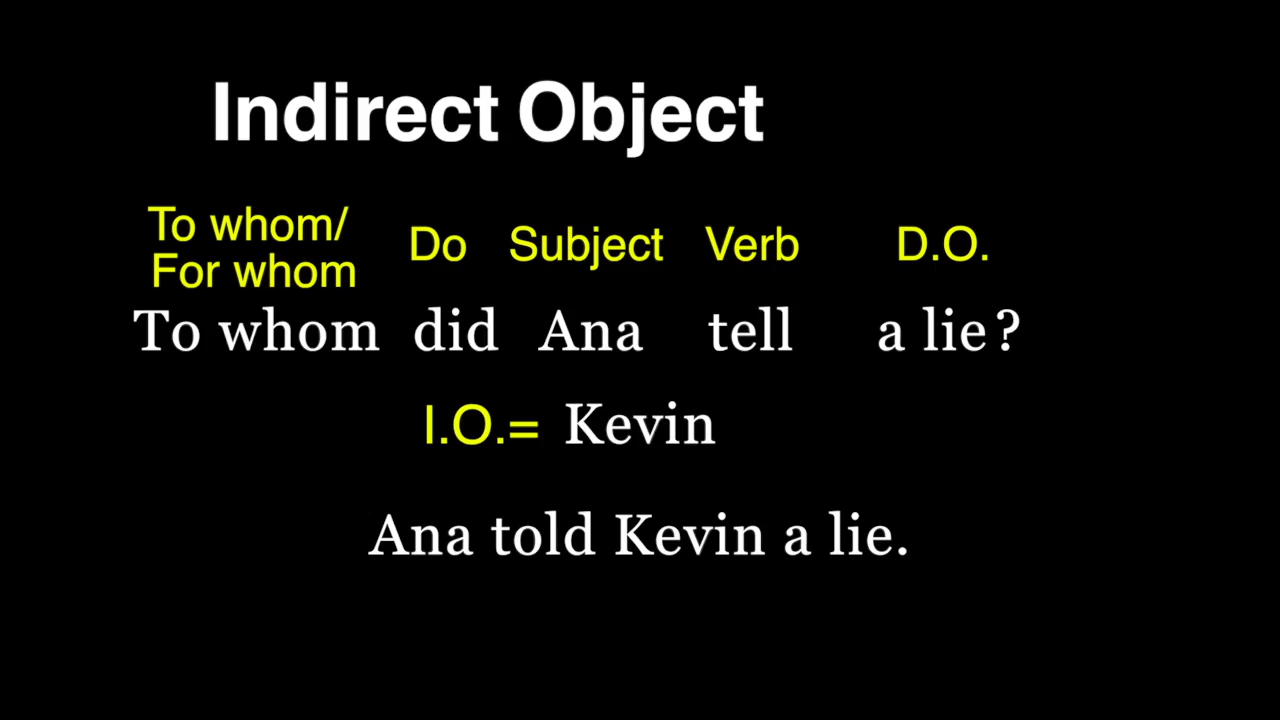 Indirect Object
To whom/
For whom
Do Subject Verb D.O.
To whom did Ana tell a lie?
I.O.= Kevin
Ana told Kevin a lie.